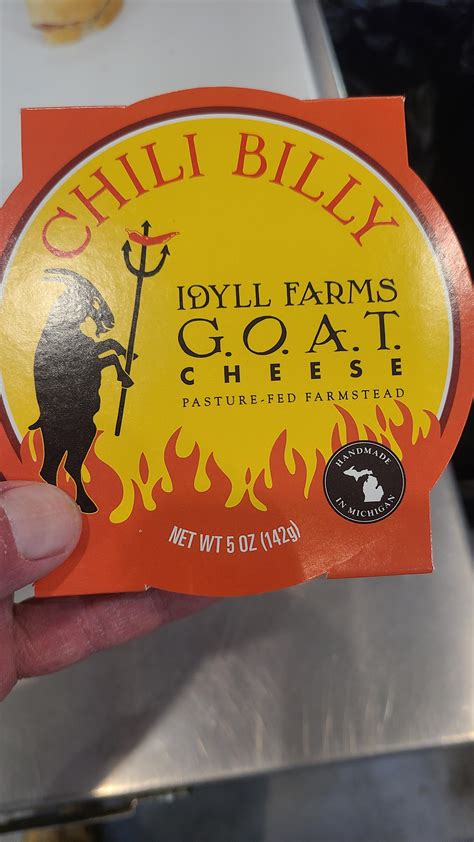 CHILI BILLY
IDYLL FARMS
G.O.A.T.
CHEESE
PASTURE-FED FARMSTEAD
HANDMADE
IN MICHIGAN
NET WT 5 OZ (142g)